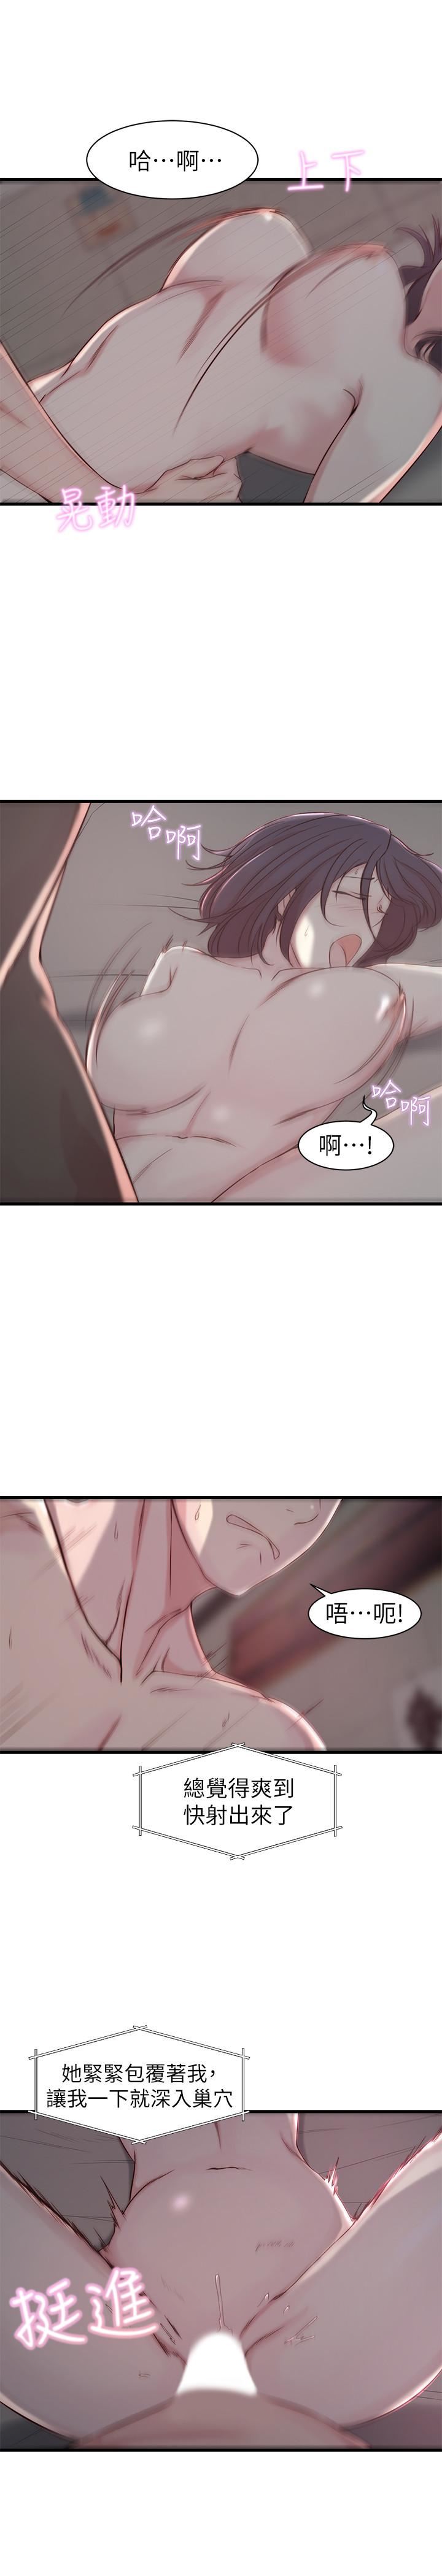 哈…啊…
上下
晃動
哈啊
哈啊
啊…!
唔…呃!
總覺得爽到
快射出來了
她緊緊包覆著我,
讓我一下就深入巢穴
挺進